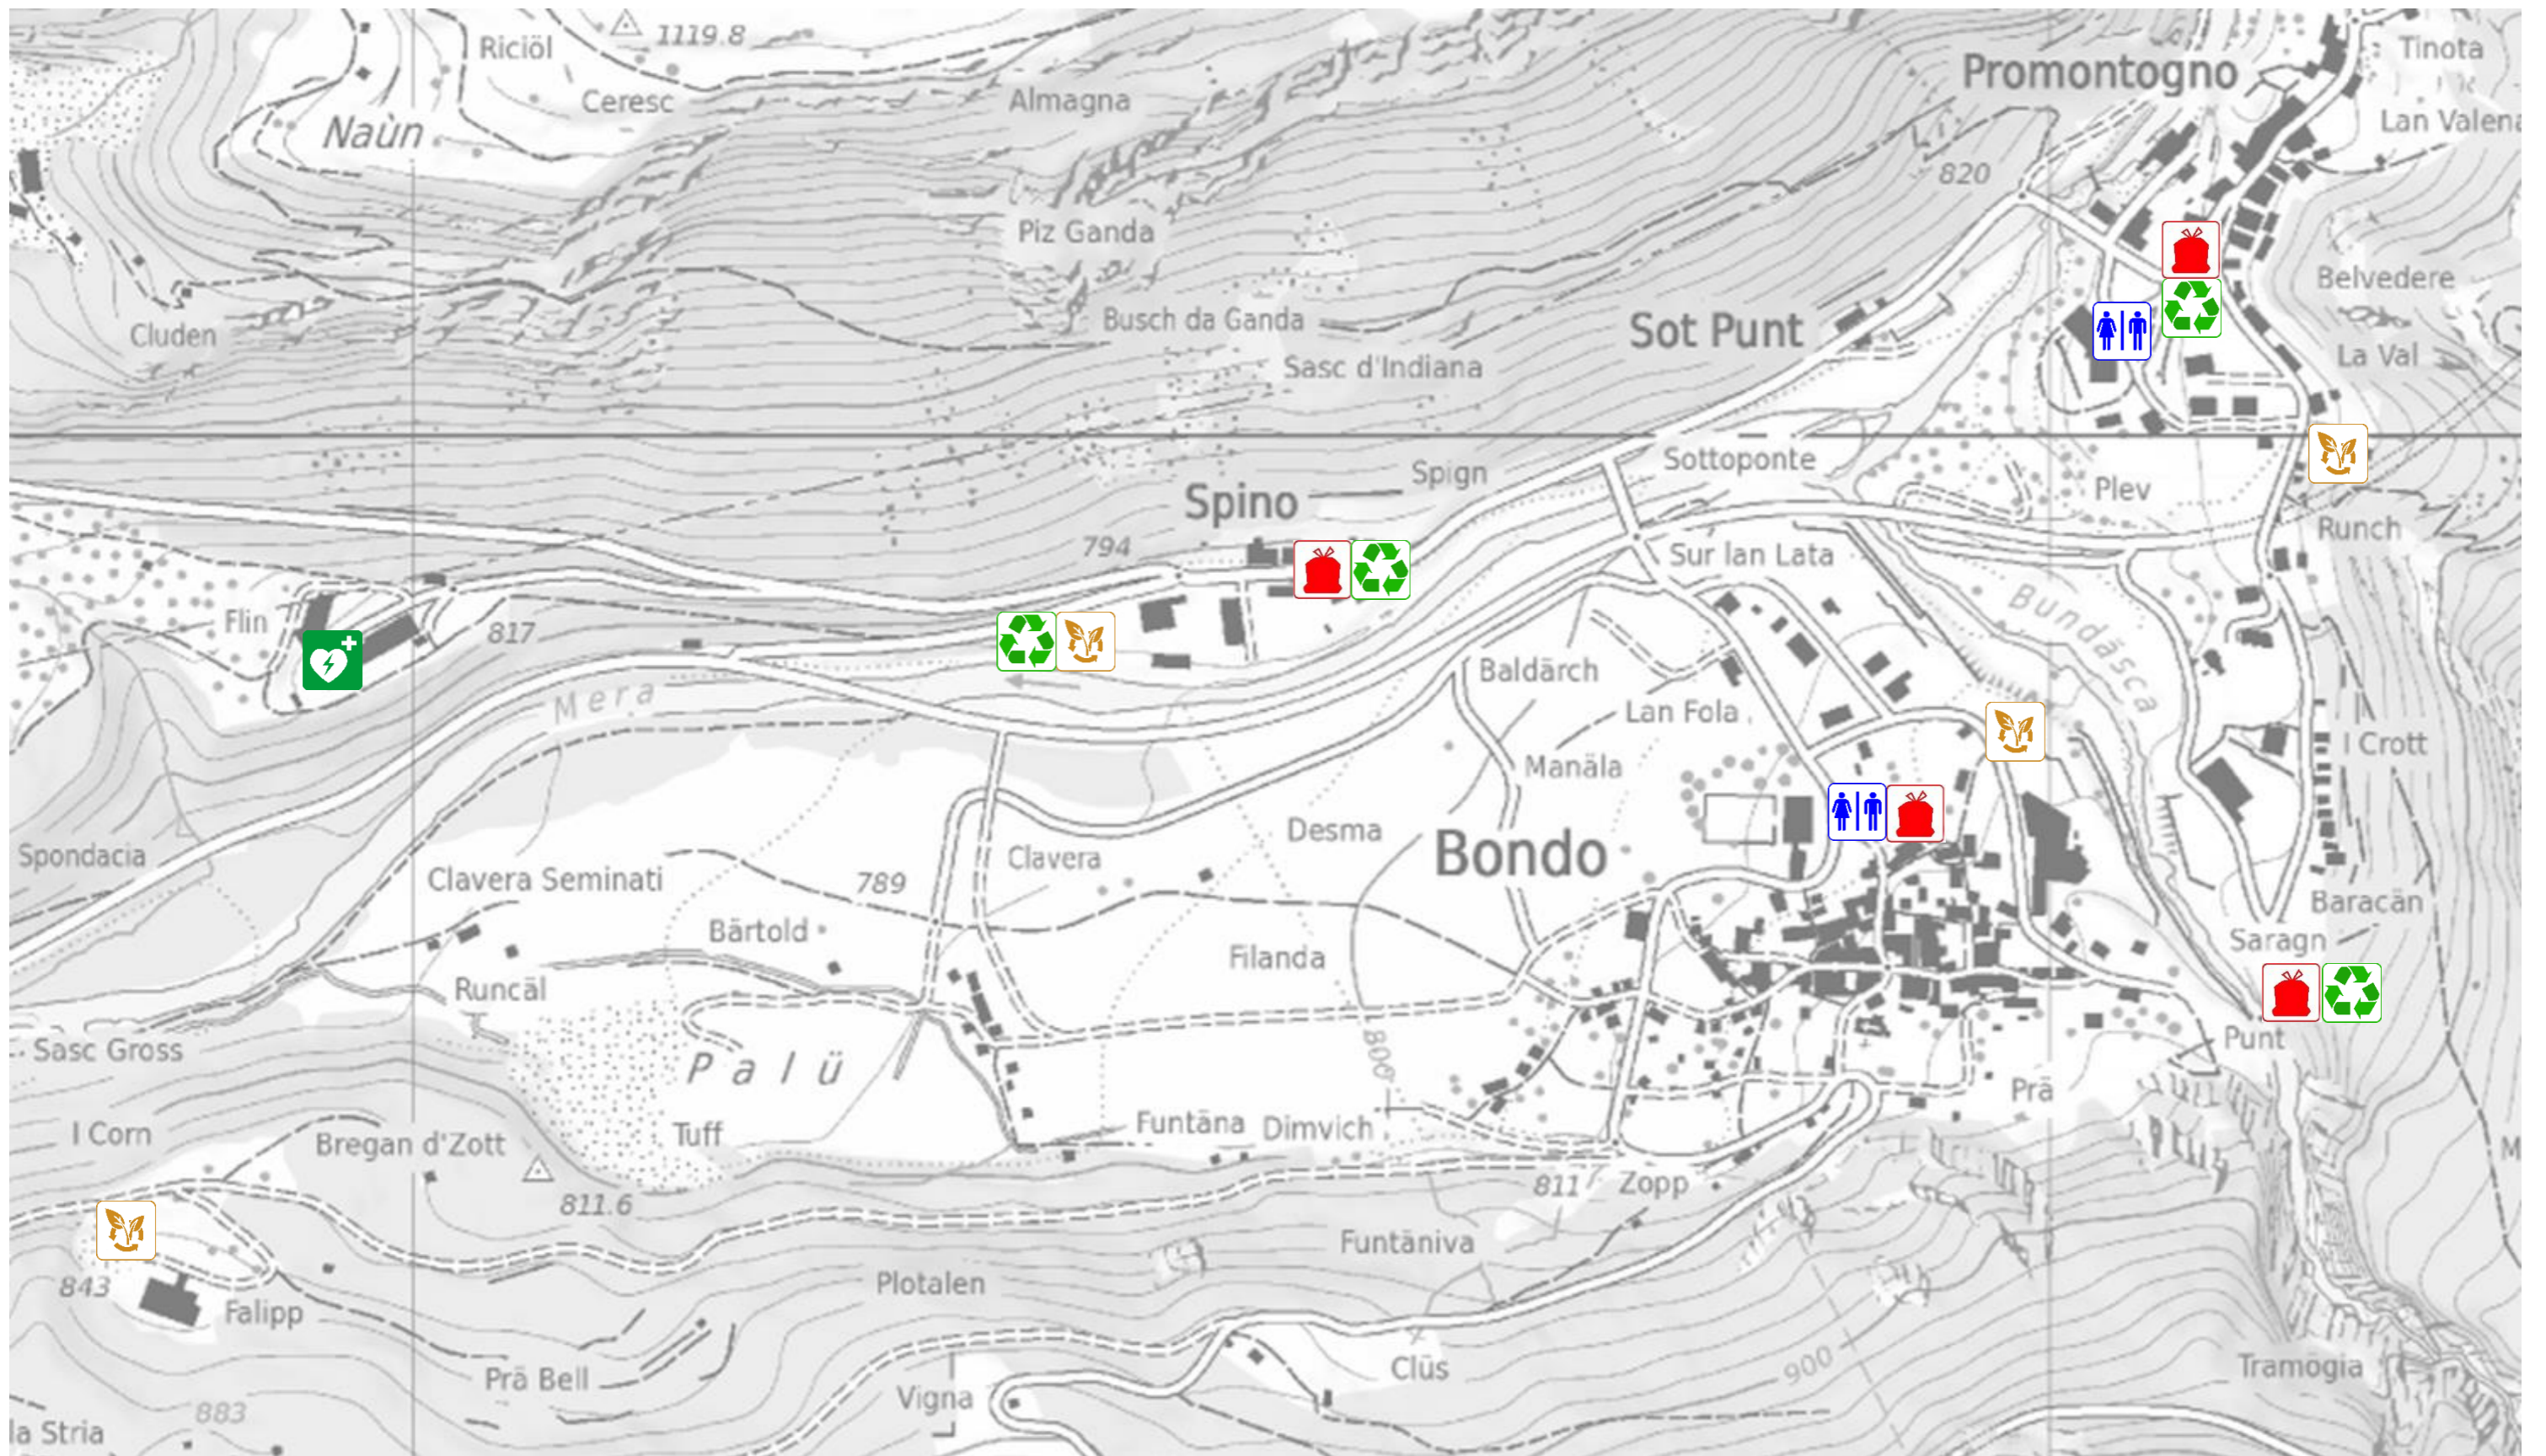 Riciöl
1119.8
Promontogno
Tinota
Ceresc
Almagna
Lan Valena
Naùn
820
Piz Ganda
Belvedere
Cluden
Busch da Ganda
Sot Punt
La Val
Sasc d'Indiana
Sottoponte
Spign
Plev
Spino
Runch
794
Sur lan Lata
Bundäsca
Flin
817
Baldärch
Mera
Lan Fola
I Crott
Manäla
Desma
Bondo
Spondacia
Clavera
Clavera Seminati
789
Baracän
Bärtold
Saragn
Filanda
Runcäl
Punt
Sasc Gross
800
Palü
Prä
Funtäna
Dimvich
I Corn
Tuff
Bregan d'Zott
M
811
Zopp
811.6
Funtäniva
843
Plotalen
Falipp
Clüs
900
Tramögia
Prä Bell
Vigna
883
la Stria